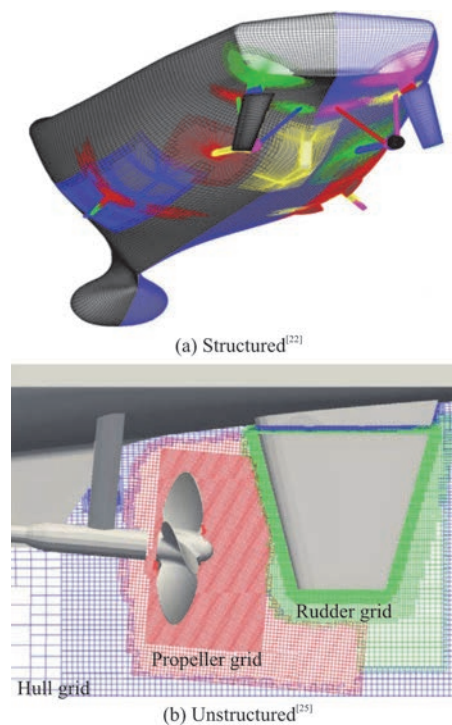 (a) Structured[22]
Rudder grid
Propeller grid
Hull grid
(b) Unstructured[25]